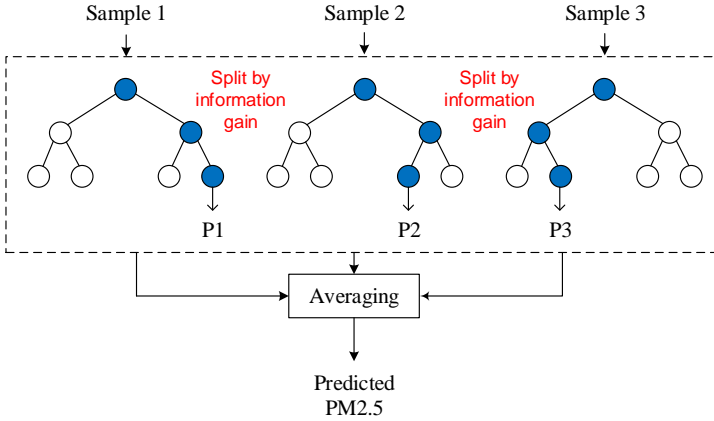 Sample 1
Sample 2
Sample 3
Split by
information
gain
Split by
information
gain
P1
P2
P3
Averaging
Predicted
PM2.5